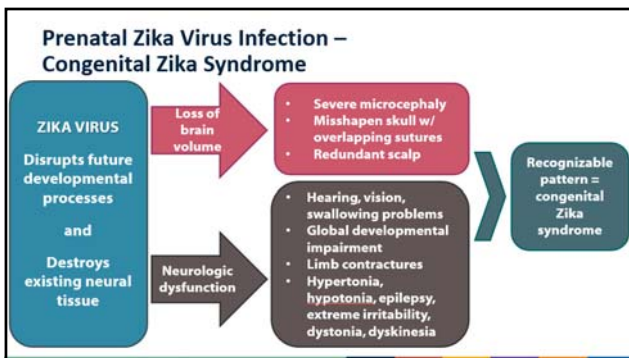 Prenatal Zika Virus Infection –
Congenital Zika Syndrome
ZIKA VIRUS
Disrupts future
developmental
processes
and
Destroys
existing neural
tissue
Loss of
brain
volume
• Severe microcephaly
• Misshapen skull w/
overlapping sutures
• Redundant scalp
Neurologic
dysfunction
• Hearing, vision,
swallowing problems
• Global developmental
impairment
• Limb contractures
• Hypertonia,
hypotonia, epilepsy,
extreme irritability,
dystonia, dyskinesia
Recognizable
pattern =
congenital
Zika
syndrome